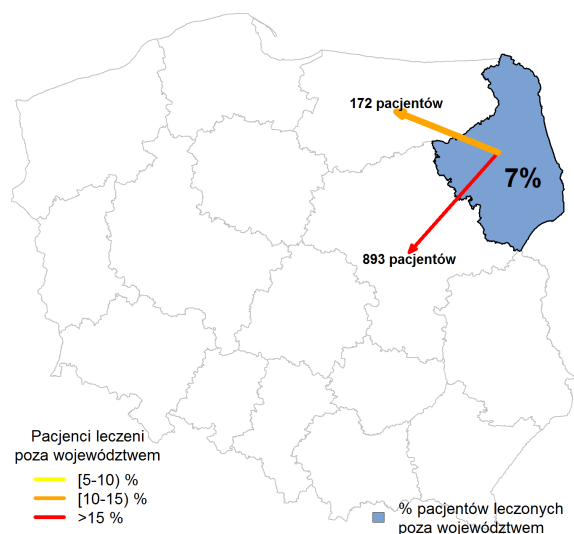 172 pacjentów
7%
893 pacjentów
Pacjenci leczeni
poza województwem
[5-10) %
[10-15) %
>15 %
% pacjentów leczonych
poza województwem